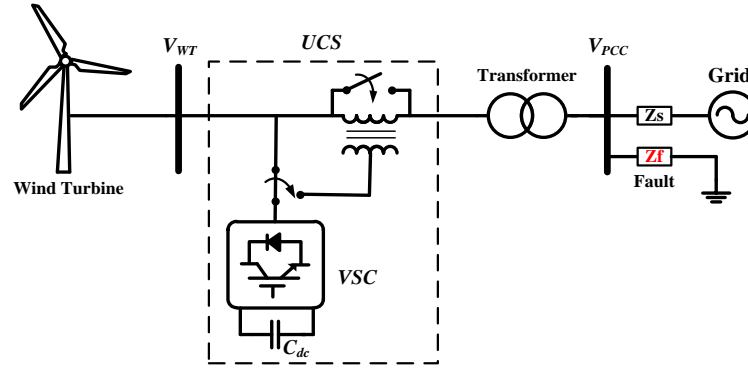 V_WT
UCS
V_PCC
Transformer
Grid
Zs
Zf
Wind Turbine
Fault
VSC
C_dc